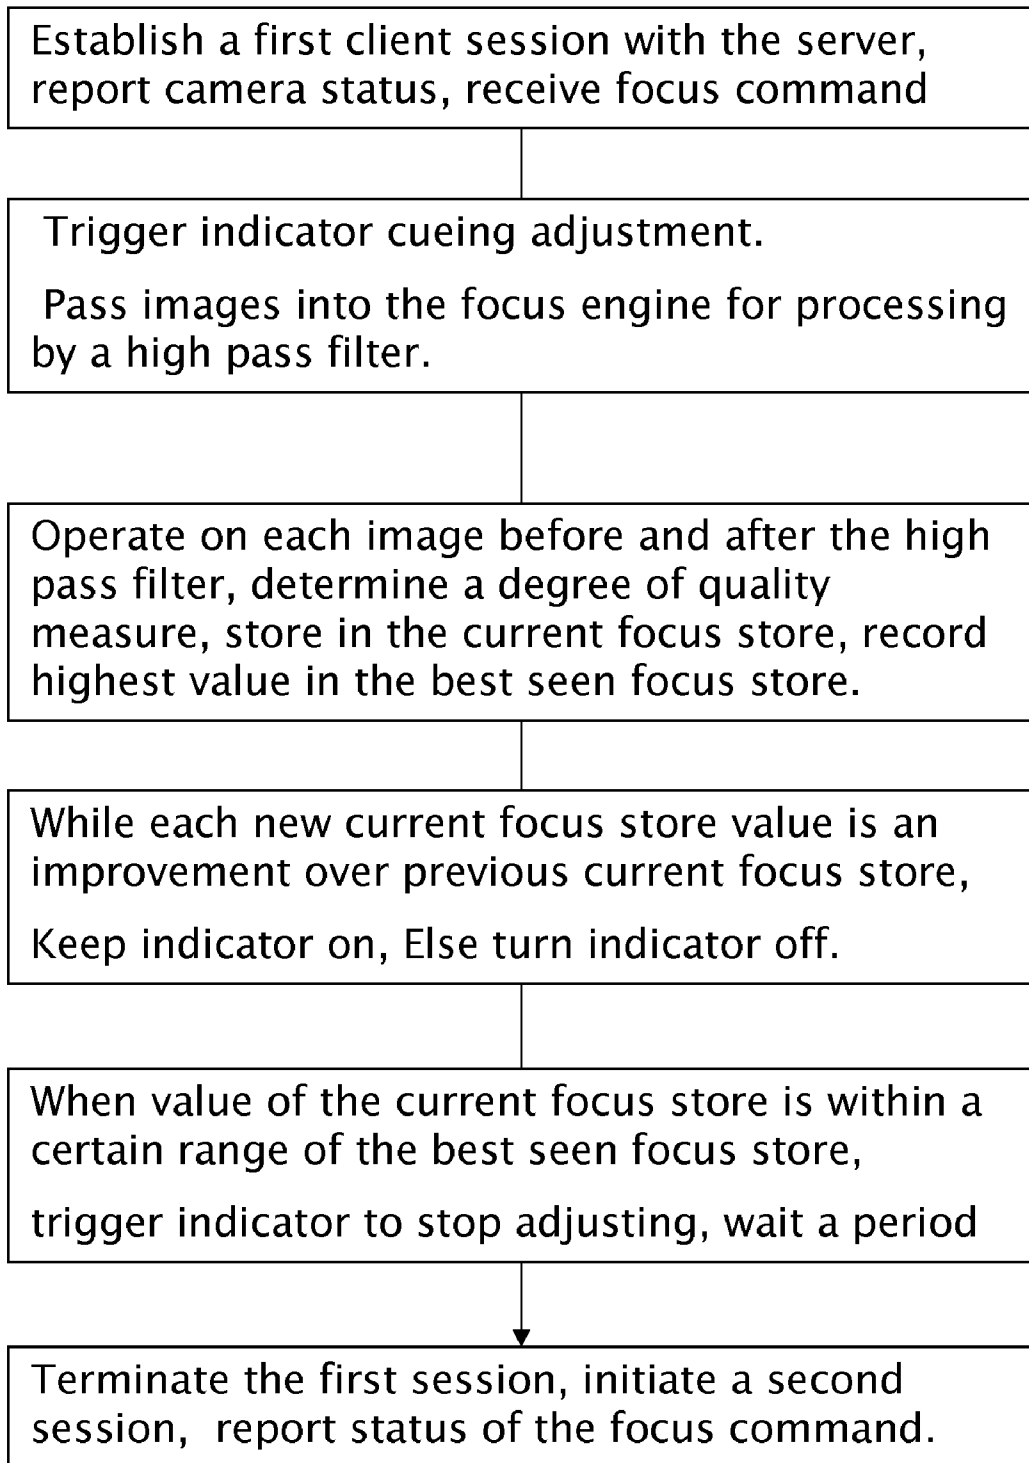 Establish a first client session with the server,
report camera status, receive focus command
Trigger indicator cueing adjustment.
Pass images into the focus engine for processing
by a high pass filter.
Operate on each image before and after the high
pass filter, determine a degree of quality
measure, store in the current focus store, record
highest value in the best seen focus store.
While each new current focus store value is an
improvement over previous current focus store,
Keep indicator on, Else turn indicator off.
When value of the current focus store is within a
certain range of the best seen focus store,
trigger indicator to stop adjusting, wait a period
Terminate the first session, initiate a second
session, report status of the focus command.